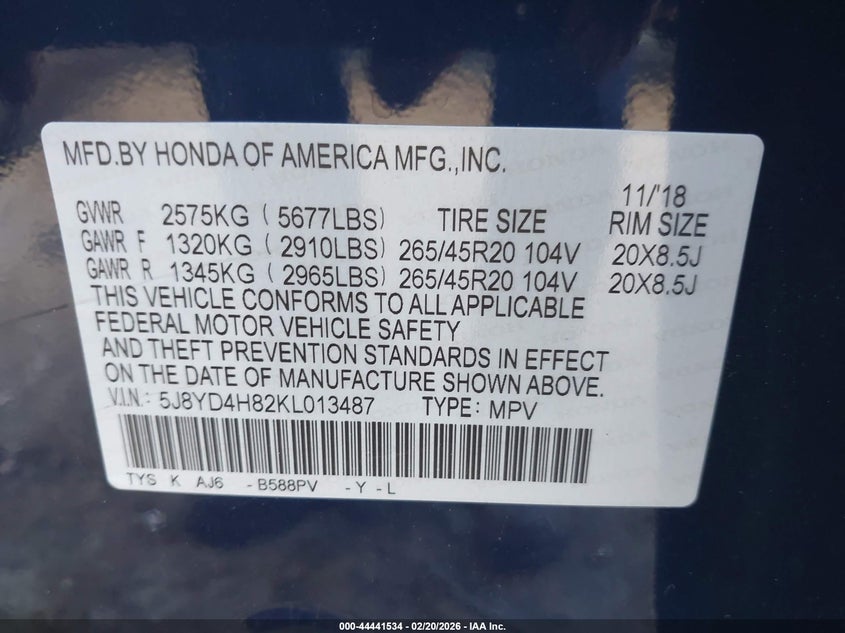 MFD.BY HONDA OF AMERICA MFG.,INC.
11/'18
GVWR 2575KG ( 5677LBS) TIRE SIZE RIM SIZE
GAWR F 1320KG ( 2910LBS) 265/45R20 104V 20X8.5J
GAWR R 1345KG ( 2965LBS) 265/45R20 104V 20X8.5J
THIS VEHICLE CONFORMS TO ALL APPLICABLE
FEDERAL MOTOR VEHICLE SAFETY
AND THEFT PREVENTION STANDARDS IN EFFECT
ON THE DATE OF MANUFACTURE SHOWN ABOVE.
V.I.N.: 5J8YD4H82KL013487 TYPE: MPV
TYS K AJ6 -B588PV -Y -L
000-44441534 - 02/20/2026 - IAA Inc.